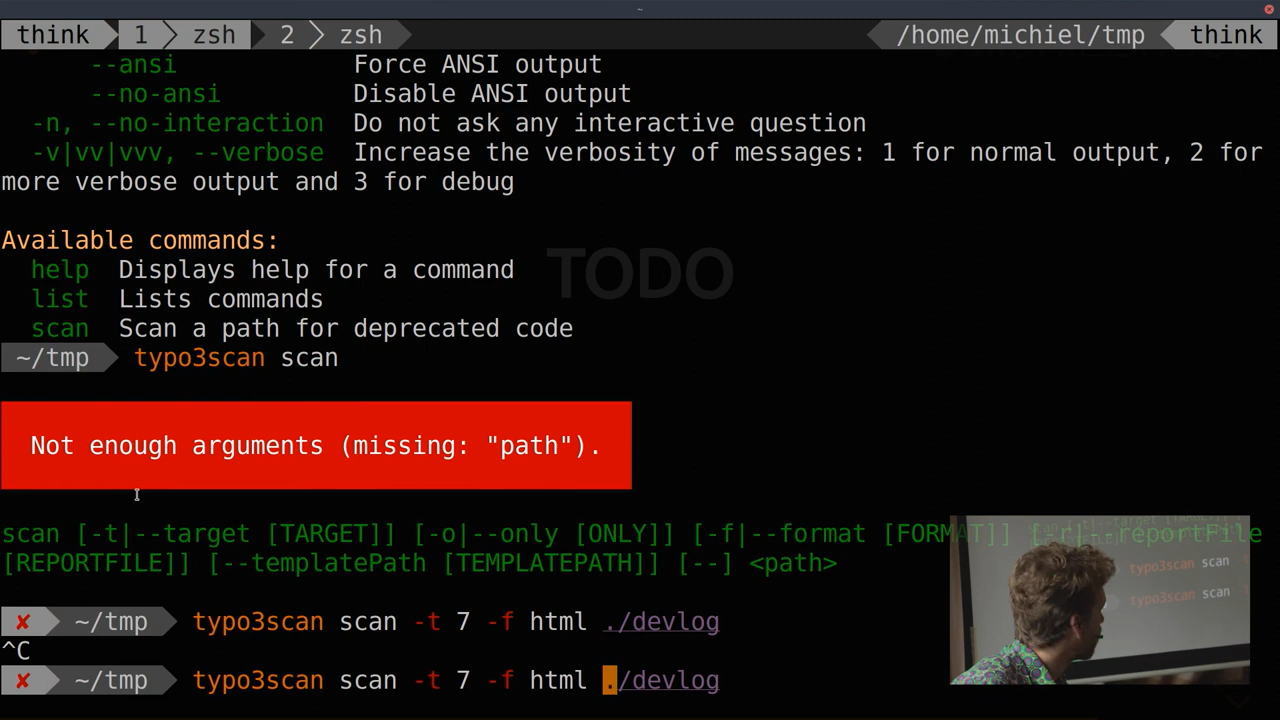 ~
think 1 zsh 2 zsh /home/michiel/tmp think
--ansi Force ANSI output
--no-ansi Disable ANSI output
-n, --no-interaction Do not ask any interactive question
-v|vv|vvv, --verbose Increase the verbosity of messages: 1 for normal output, 2 for
more verbose output and 3 for debug
Available commands:
TODO
help Displays help for a command
list Lists commands
scan Scan a path for deprecated code
~/tmp typo3scan scan
Not enough arguments (missing: "path").
scan [-t|--target [TARGET]] [-o|--only [ONLY]] [-f|--format [FORMAT]] [-r|--reportFile
[REPORTFILE]] [--templatePath [TEMPLATEPATH]] [--] <path>
typo3scan scan
typo3scan scan
✘ ~/tmp typo3scan scan -t 7 -f html ./devlog
^C
✘ ~/tmp typo3scan scan -t 7 -f html ./devlog